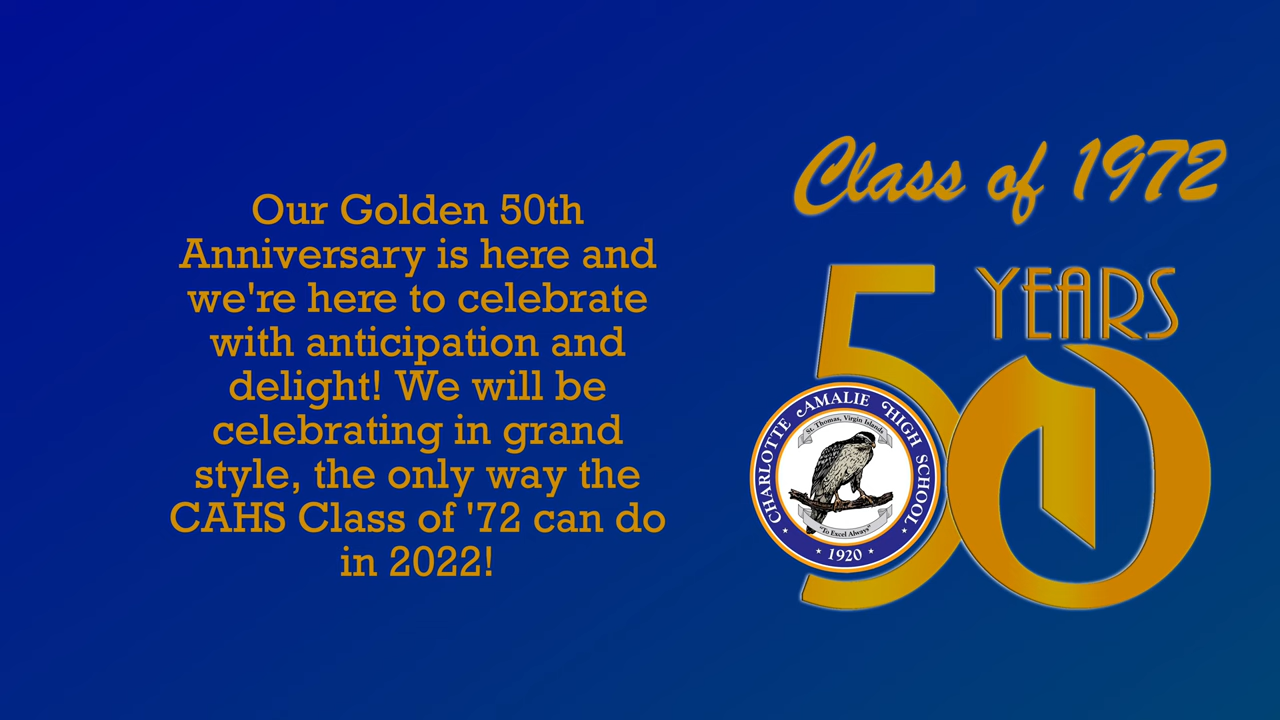 Our Golden 50th
Anniversary is here and
we're here to celebrate
with anticipation and
delight! We will be
celebrating in grand
style, the only way the
CAHS Class of '72 can do
in 2022!
Class of 1972
50
YEARS
CHARLOTTE AMALIE HIGH SCHOOL
St. Thomas, Virgin Islands
"To Excel Always"
1920